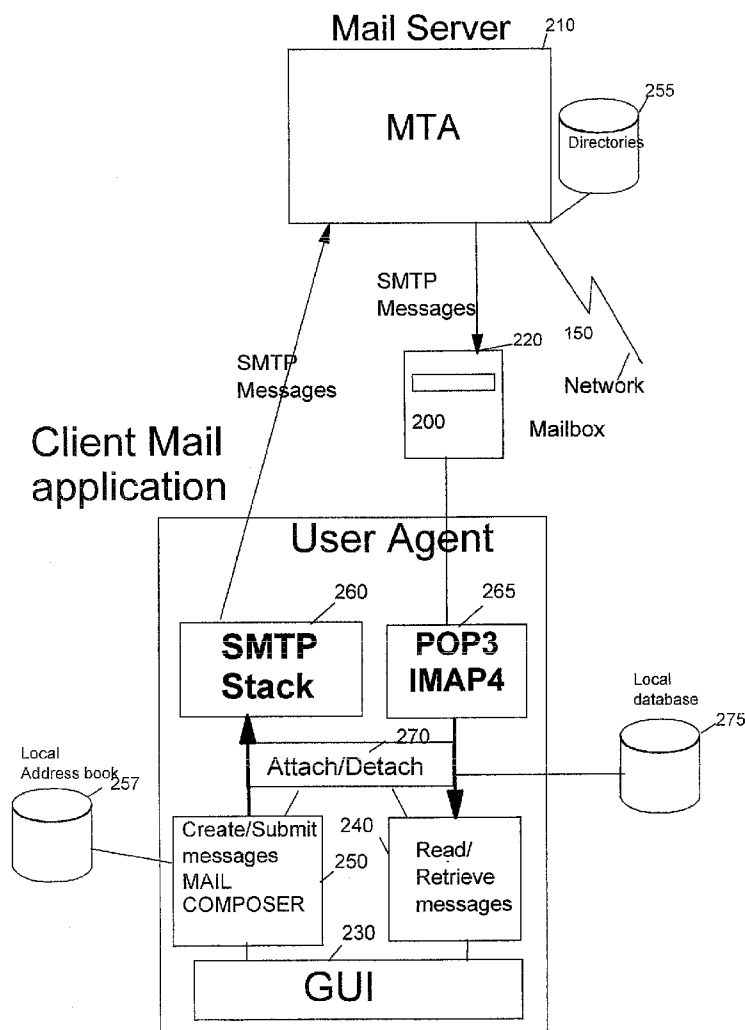 Mail Server
210
MTA
255
Directories
SMTP
Messages
SMTP
Messages
220
150
Network
200
Mailbox
Client Mail
application
User Agent
260
265
SMTP
Stack
POP3
IMAP4
Local
database
275
270
Attach/Detach
Local
Address book
257
Create/Submit
messages
MAIL
COMPOSER
250
240
Read/
Retrieve
messages
230
GUI